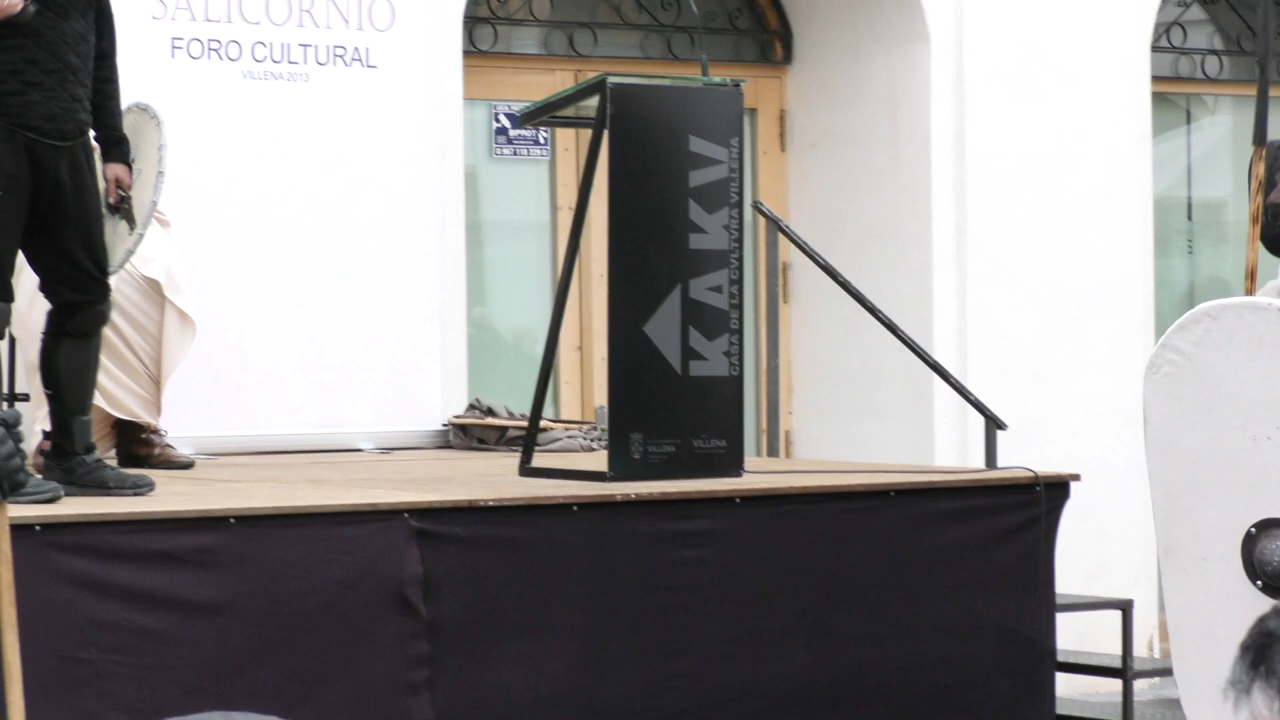 SALICORNIO
FORO CULTURAL
VILLENA 2013
KAKV
CASA DE LA CVLTVRA VILLENA
VILLENA
VILLENA